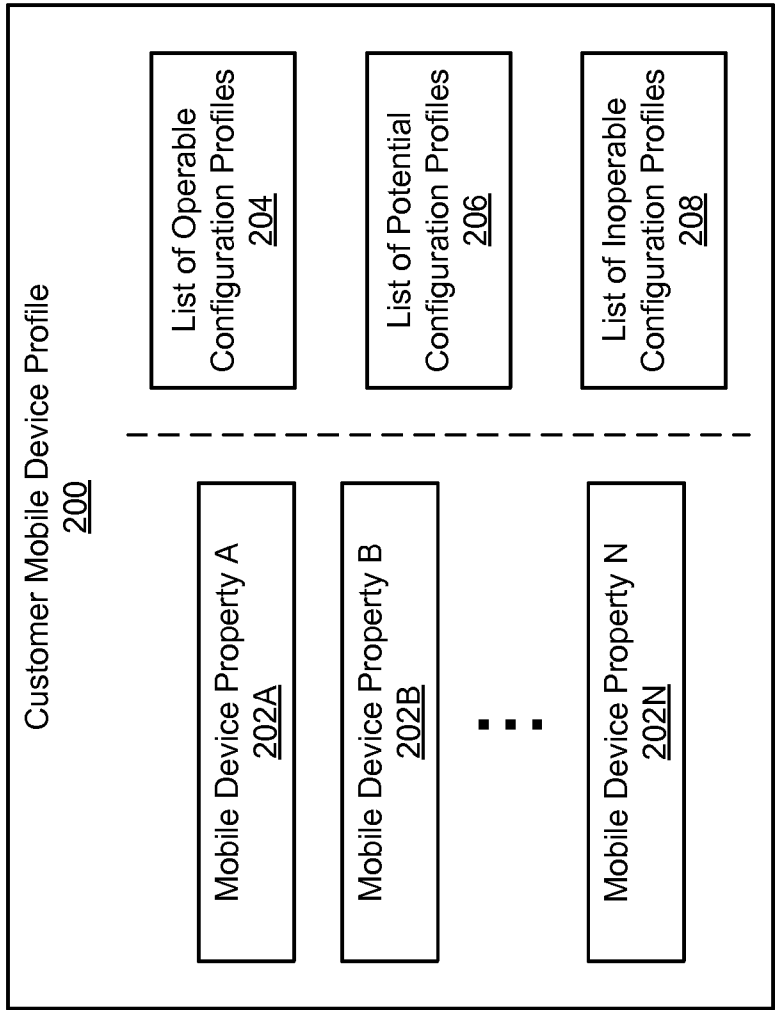 Customer Mobile Device Profile
200
Mobile Device Property A
202A
Mobile Device Property B
202B
...
Mobile Device Property N
202N
List of Operable
Configuration Profiles
204
List of Potential
Configuration Profiles
206
List of Inoperable
Configuration Profiles
208